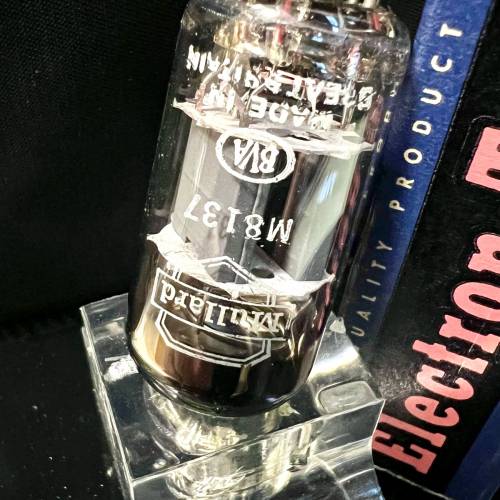 Mullard
M8137
BVA
MADE IN
GREAT BRITAIN
QUALITY PRODUCT
Electron